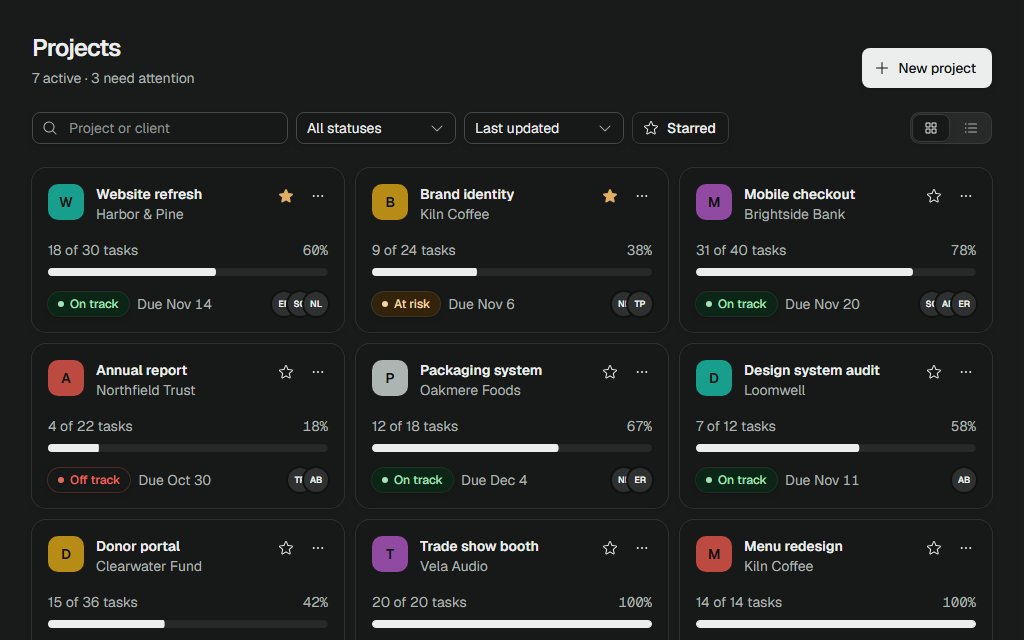 Projects
7 active · 3 need attention
New project
Project or client
All statuses
Last updated
Starred
W
Website refresh
Harbor & Pine
18 of 30 tasks
60%
On track
Due Nov 14
NL
B
Brand identity
Kiln Coffee
9 of 24 tasks
38%
At risk
Due Nov 6
TP
M
Mobile checkout
Brightside Bank
31 of 40 tasks
78%
On track
Due Nov 20
ER
A
Annual report
Northfield Trust
4 of 22 tasks
18%
Off track
Due Oct 30
AB
P
Packaging system
Oakmere Foods
12 of 18 tasks
67%
On track
Due Dec 4
ER
D
Design system audit
Loomwell
7 of 12 tasks
58%
On track
Due Nov 11
AB
D
Donor portal
Clearwater Fund
15 of 36 tasks
42%
T
Trade show booth
Vela Audio
20 of 20 tasks
100%
M
Menu redesign
Kiln Coffee
14 of 14 tasks
100%